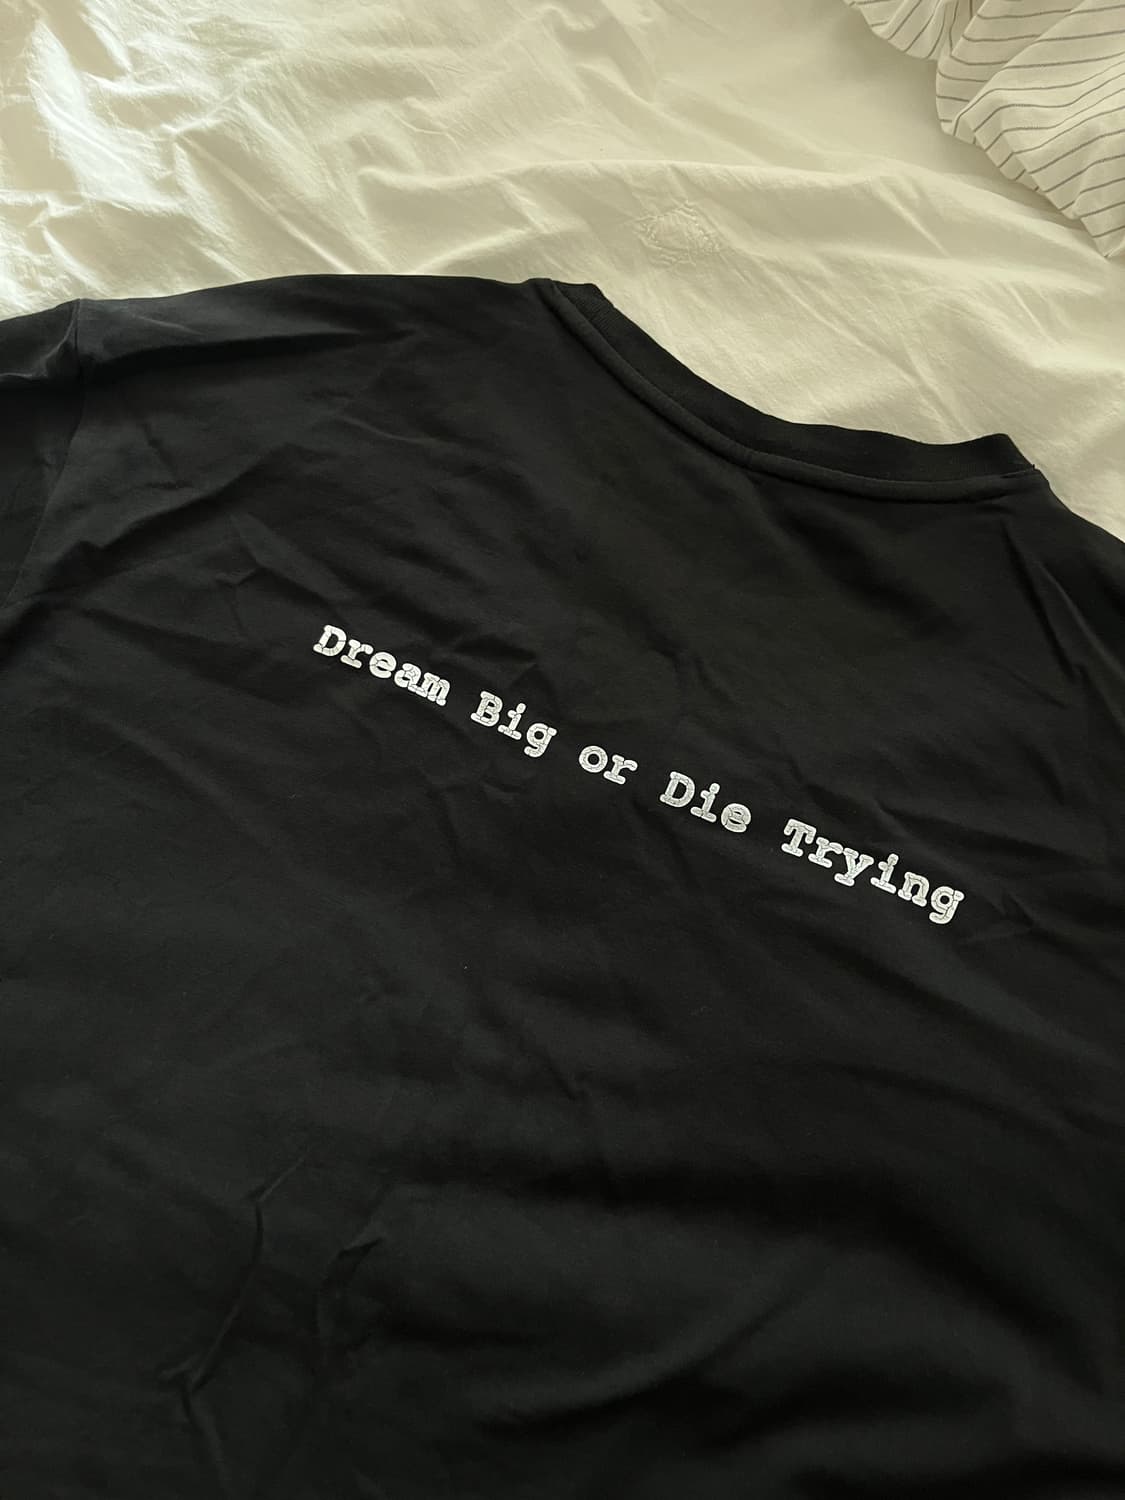 Dream Big or Die Trying